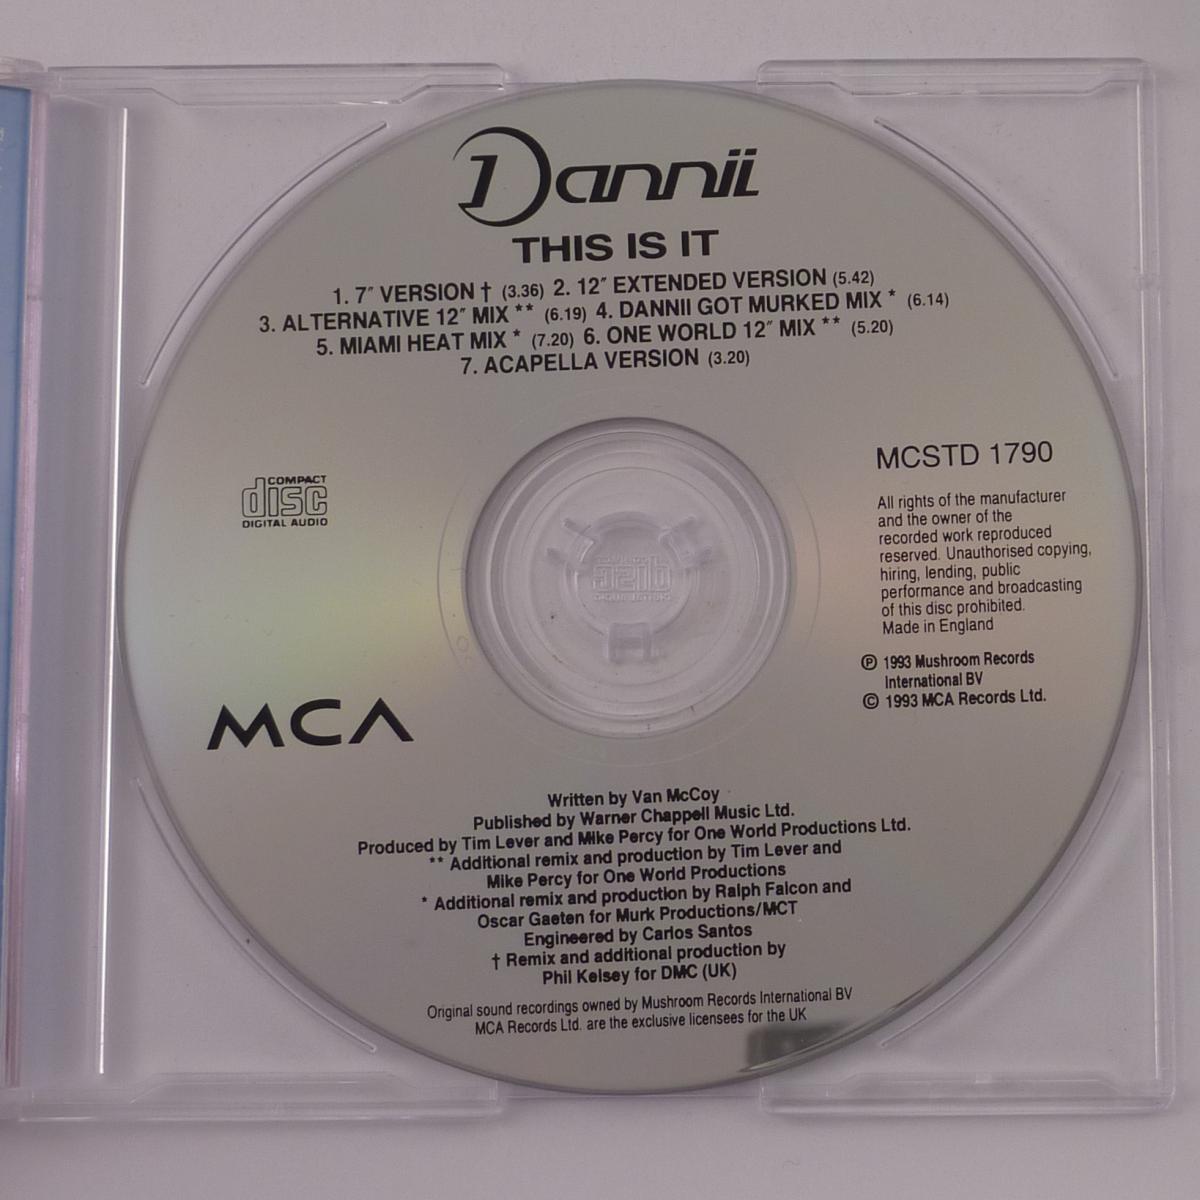 Dannii
THIS IS IT
1. 7″ VERSION † (3.36) 2. 12″ EXTENDED VERSION (5.42)
3. ALTERNATIVE 12″ MIX ** (6.19) 4. DANNII GOT MURKED MIX * (6.14)
5. MIAMI HEAT MIX * (7.20) 6. ONE WORLD 12″ MIX ** (5.20)
7. ACAPELLA VERSION (3.20)
COMPACT
disc
DIGITAL AUDIO
MCSTD 1790
All rights of the manufacturer
and the owner of the
recorded work reproduced
reserved. Unauthorised copying,
hiring, lending, public
performance and broadcasting
of this disc prohibited.
Made in England
℗ 1993 Mushroom Records
International BV
© 1993 MCA Records Ltd.
MCA
Written by Van McCoy
Published by Warner Chappell Music Ltd.
Produced by Tim Lever and Mike Percy for One World Productions Ltd.
** Additional remix and production by Tim Lever and
Mike Percy for One World Productions
* Additional remix and production by Ralph Falcon and
Oscar Gaeten for Murk Productions/MCT
Engineered by Carlos Santos
† Remix and additional production by
Phil Kelsey for DMC (UK)
Original sound recordings owned by Mushroom Records International BV
MCA Records Ltd. are the exclusive licensees for the UK